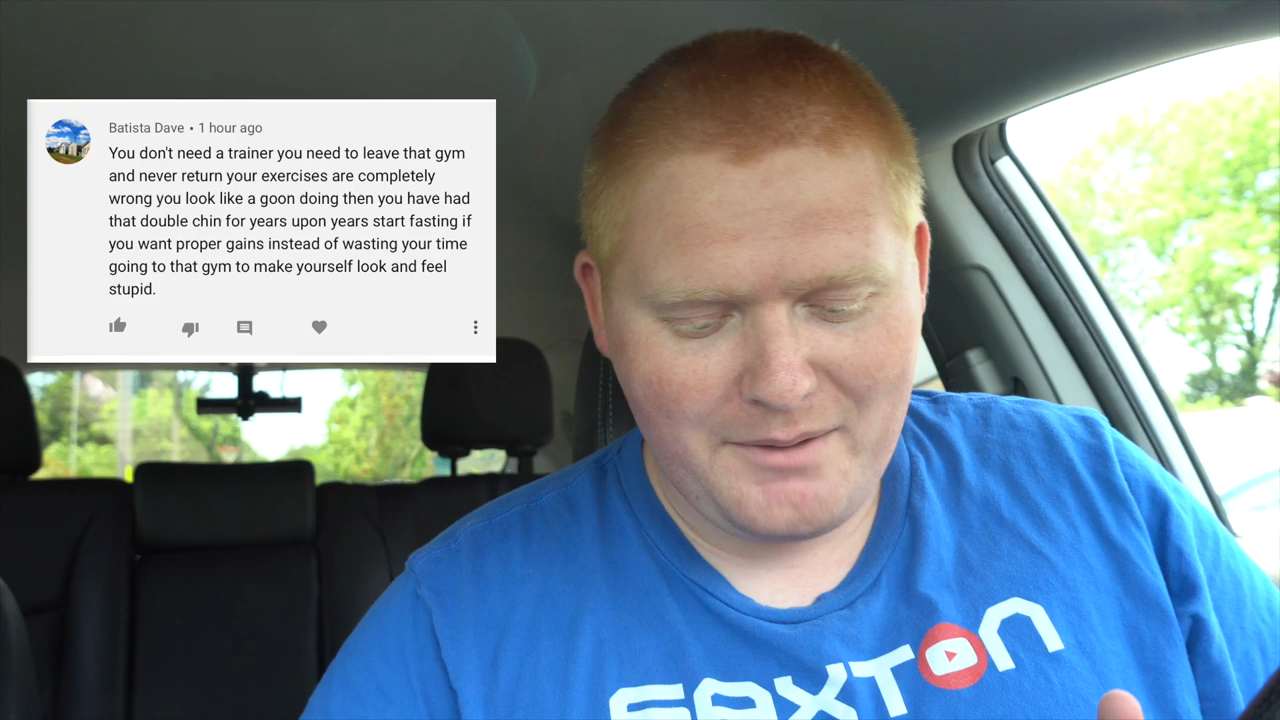 Batista Dave • 1 hour ago
You don't need a trainer you need to leave that gym
and never return your exercises are completely
wrong you look like a goon doing then you have had
that double chin for years upon years start fasting if
you want proper gains instead of wasting your time
going to that gym to make yourself look and feel
stupid.
SAXTON